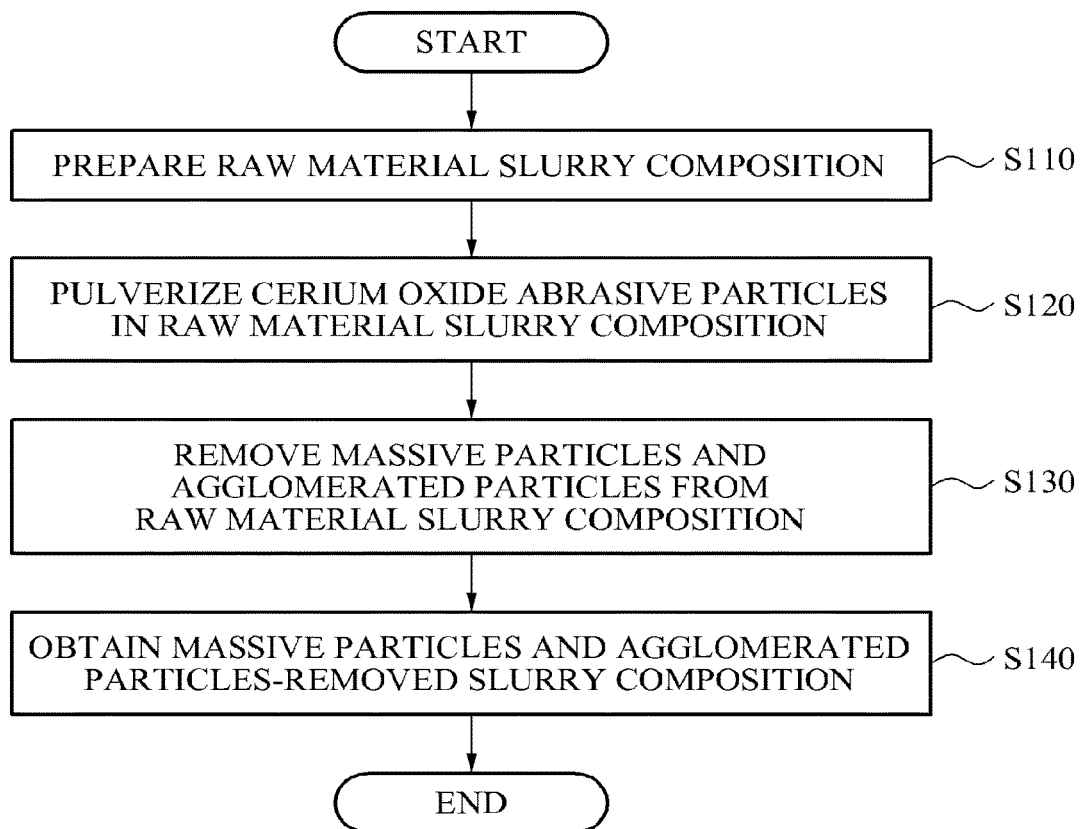 START
PREPARE RAW MATERIAL SLURRY COMPOSITION
S110
PULVERIZE CERIUM OXIDE ABRASIVE PARTICLES
IN RAW MATERIAL SLURRY COMPOSITION
S120
REMOVE MASSIVE PARTICLES AND
AGGLOMERATED PARTICLES FROM
RAW MATERIAL SLURRY COMPOSITION
S130
OBTAIN MASSIVE PARTICLES AND AGGLOMERATED
PARTICLES-REMOVED SLURRY COMPOSITION
S140
END